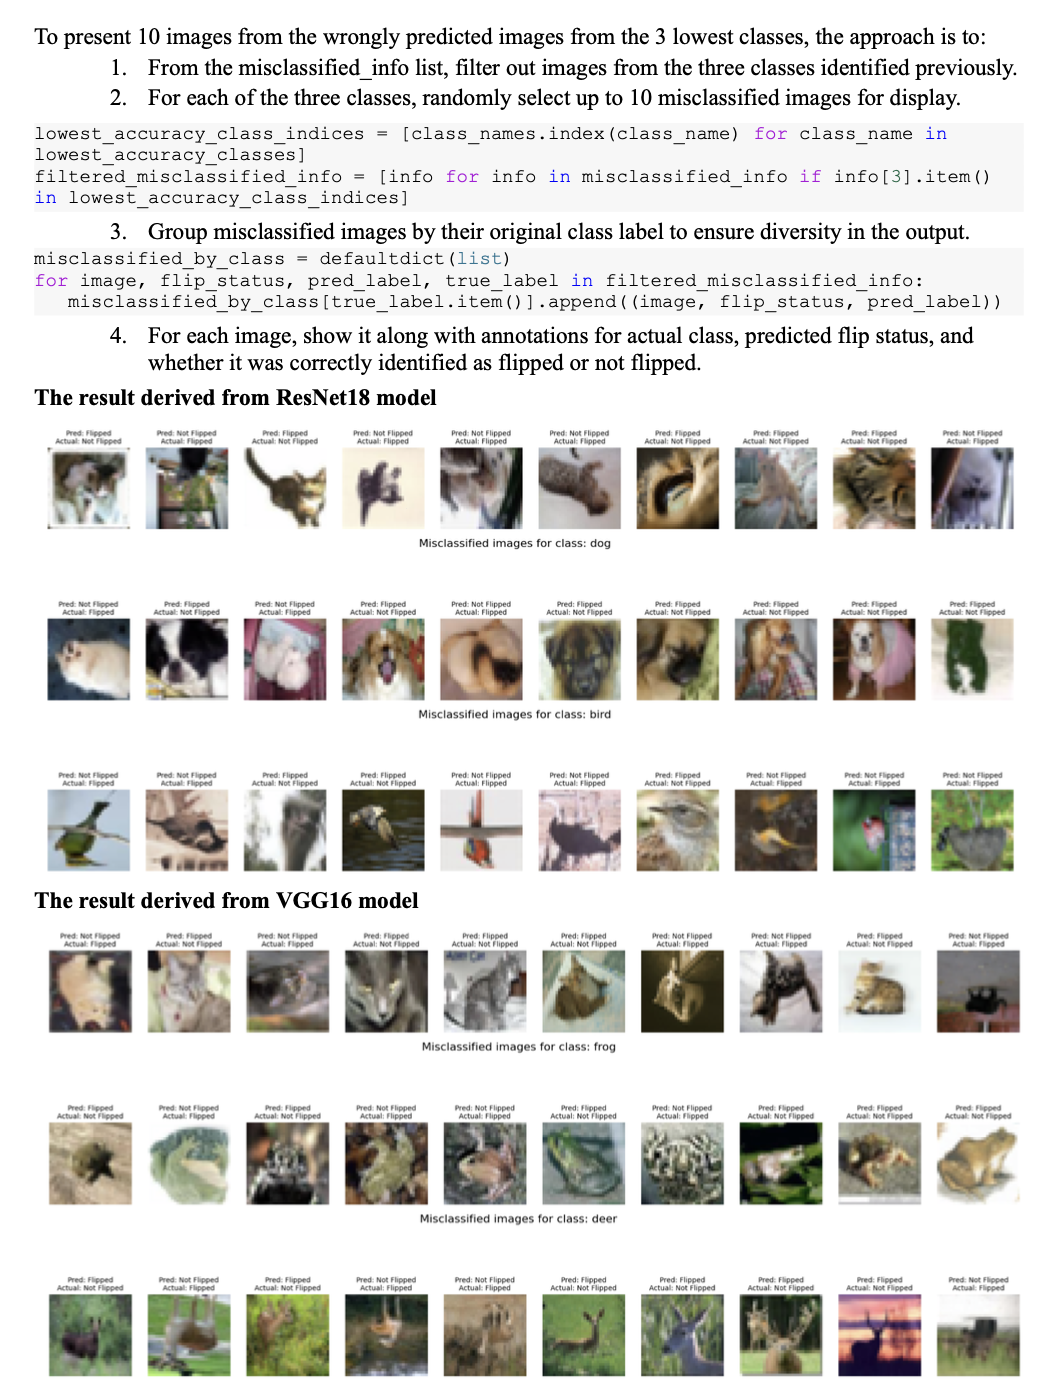 To present 10 images from the wrongly predicted images from the 3 lowest classes, the approach is to:
1. From the misclassified_info list, filter out images from the three classes identified previously.
2. For each of the three classes, randomly select up to 10 misclassified images for display.
lowest_accuracy_class_indices = [class_names.index(class_name) for class_name in
lowest_accuracy_classes]
filtered_misclassified_info = [info for info in misclassified_info if info[3].item()
in lowest_accuracy_class_indices]
3. Group misclassified images by their original class label to ensure diversity in the output.
misclassified_by_class = defaultdict(list)
for image, flip_status, pred_label, true_label in filtered_misclassified_info:
misclassified_by_class[true_label.item()].append((image, flip_status, pred_label))
4. For each image, show it along with annotations for actual class, predicted flip status, and
whether it was correctly identified as flipped or not flipped.
The result derived from ResNet18 model
Pred: Flipped Pred: Not Flipped Pred: Flipped Pred: Not Flipped Pred: Not Flipped Pred: Not Flipped Pred: Flipped Pred: Not Flipped Pred: Flipped Pred: Not Flipped
Actual: Not Flipped Actual: Flipped Actual: Not Flipped Actual: Flipped Actual: Flipped Actual: Flipped Actual: Not Flipped Actual: Flipped Actual: Not Flipped Actual: Flipped
Misclassified images for class: dog
Pred: Not Flipped Pred: Flipped Pred: Not Flipped Pred: Flipped Pred: Not Flipped Pred: Flipped Pred: Flipped Pred: Flipped Pred: Flipped Pred: Flipped
Actual: Flipped Actual: Not Flipped Actual: Flipped Actual: Not Flipped Actual: Flipped Actual: Not Flipped Actual: Not Flipped Actual: Not Flipped Actual: Not Flipped Actual: Not Flipped
Misclassified images for class: bird
Pred: Not Flipped Pred: Not Flipped Pred: Flipped Pred: Flipped Pred: Not Flipped Pred: Not Flipped Pred: Flipped Pred: Not Flipped Pred: Not Flipped Pred: Not Flipped
Actual: Flipped Actual: Flipped Actual: Not Flipped Actual: Not Flipped Actual: Flipped Actual: Flipped Actual: Not Flipped Actual: Flipped Actual: Flipped Actual: Flipped
The result derived from VGG16 model
Pred: Not Flipped Pred: Flipped Pred: Not Flipped Pred: Flipped Pred: Flipped Pred: Flipped Pred: Not Flipped Pred: Not Flipped Pred: Flipped Pred: Not Flipped
Actual: Flipped Actual: Not Flipped Actual: Flipped Actual: Not Flipped Actual: Not Flipped Actual: Not Flipped Actual: Flipped Actual: Flipped Actual: Not Flipped Actual: Flipped
Misclassified images for class: frog
Pred: Flipped Pred: Not Flipped Pred: Flipped Pred: Not Flipped Pred: Not Flipped Pred: Flipped Pred: Not Flipped Pred: Flipped Pred: Not Flipped Pred: Flipped
Actual: Not Flipped Actual: Flipped Actual: Not Flipped Actual: Flipped Actual: Flipped Actual: Not Flipped Actual: Flipped Actual: Not Flipped Actual: Flipped Actual: Not Flipped
Misclassified images for class: deer
Pred: Flipped Pred: Not Flipped Pred: Flipped Pred: Not Flipped Pred: Not Flipped Pred: Flipped Pred: Flipped Pred: Flipped Pred: Flipped Pred: Not Flipped
Actual: Not Flipped Actual: Flipped Actual: Not Flipped Actual: Flipped Actual: Flipped Actual: Not Flipped Actual: Not Flipped Actual: Not Flipped Actual: Not Flipped Actual: Flipped